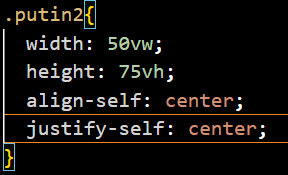 .putin2{
width: 50vw;
height: 75vh;
align-self: center;
justify-self: center;
}